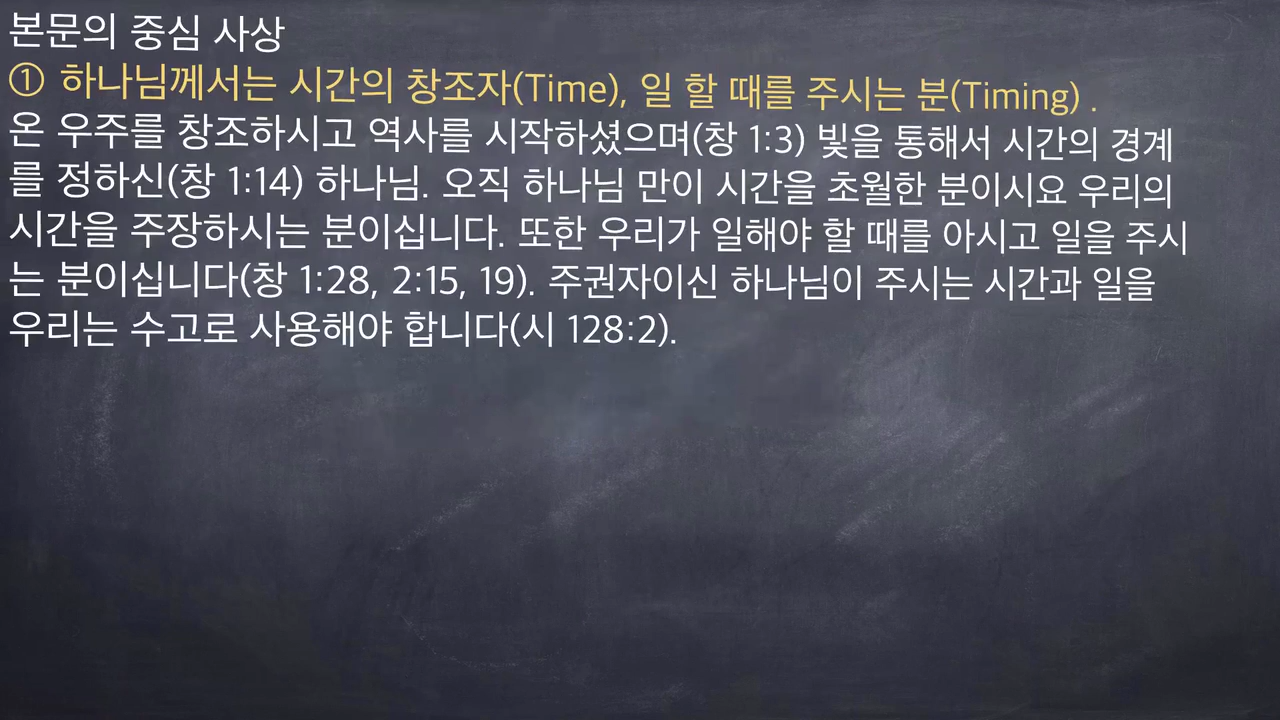 본문의 중심 사상
① 하나님께서는 시간의 창조자(Time), 일 할 때를 주시는 분(Timing) .
온 우주를 창조하시고 역사를 시작하셨으며(창 1:3) 빛을 통해서 시간의 경계
를 정하신(창 1:14) 하나님. 오직 하나님 만이 시간을 초월한 분이시요 우리의
시간을 주장하시는 분이십니다. 또한 우리가 일해야 할 때를 아시고 일을 주시
는 분이십니다(창 1:28, 2:15, 19). 주권자이신 하나님이 주시는 시간과 일을
우리는 수고로 사용해야 합니다(시 128:2).